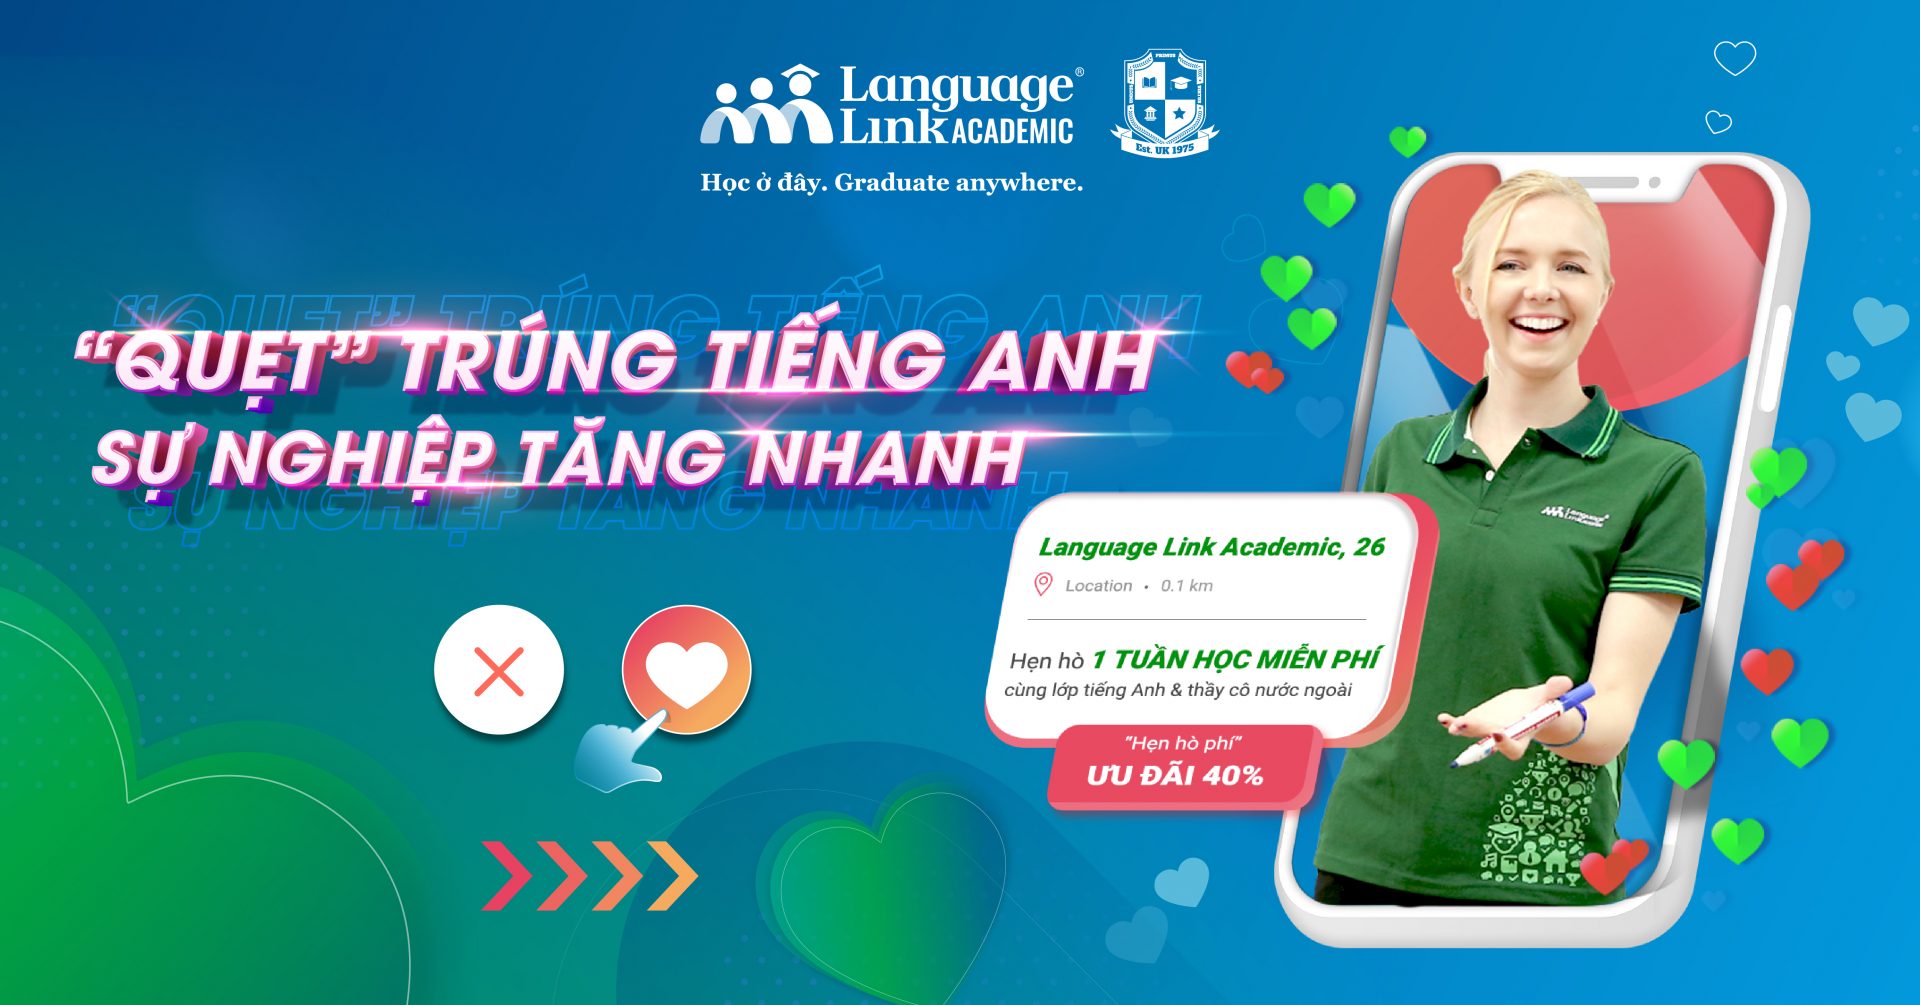 Language®
Link ACADEMIC
Học ở đây. Graduate anywhere.
Est. UK 1975
“QUẸT” TRÚNG TIẾNG ANH
SỰ NGHIỆP TĂNG NHANH
Language Link Academic, 26
Location • 0.1 km
Hẹn hò 1 TUẦN HỌC MIỄN PHÍ
cùng lớp tiếng Anh & thầy cô nước ngoài
“Hẹn hò phí”
ƯU ĐÃI 40%
Language
Link